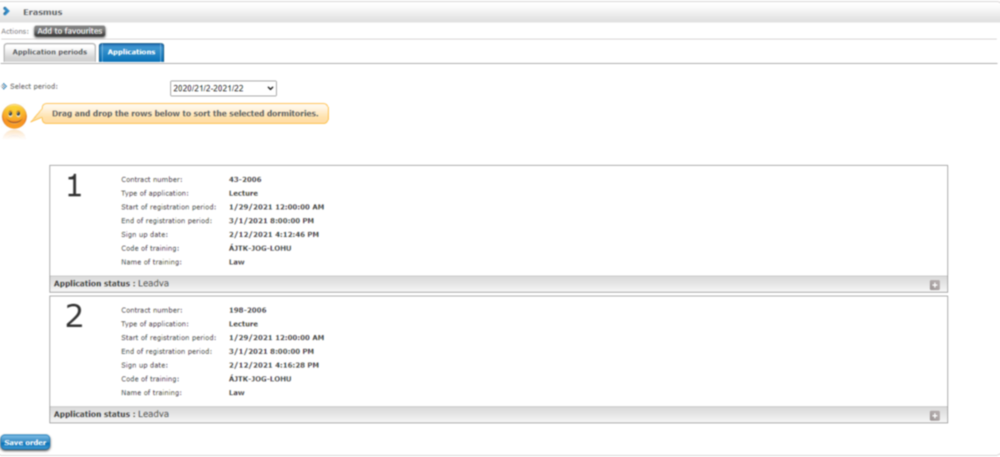 Erasmus
Actions: Add to favourites
Application periods Applications
Select period: 2020/21/2-2021/22
Drag and drop the rows below to sort the selected dormitories.
1
Contract number: 43-2006
Type of application: Lecture
Start of registration period: 1/29/2021 12:00:00 AM
End of registration period: 3/1/2021 8:00:00 PM
Sign up date: 2/12/2021 4:12:46 PM
Code of training: ÁJTK-JOG-LOHU
Name of training: Law
Application status : Leadva
2
Contract number: 198-2006
Type of application: Lecture
Start of registration period: 1/29/2021 12:00:00 AM
End of registration period: 3/1/2021 8:00:00 PM
Sign up date: 2/12/2021 4:16:28 PM
Code of training: ÁJTK-JOG-LOHU
Name of training: Law
Application status : Leadva
Save order